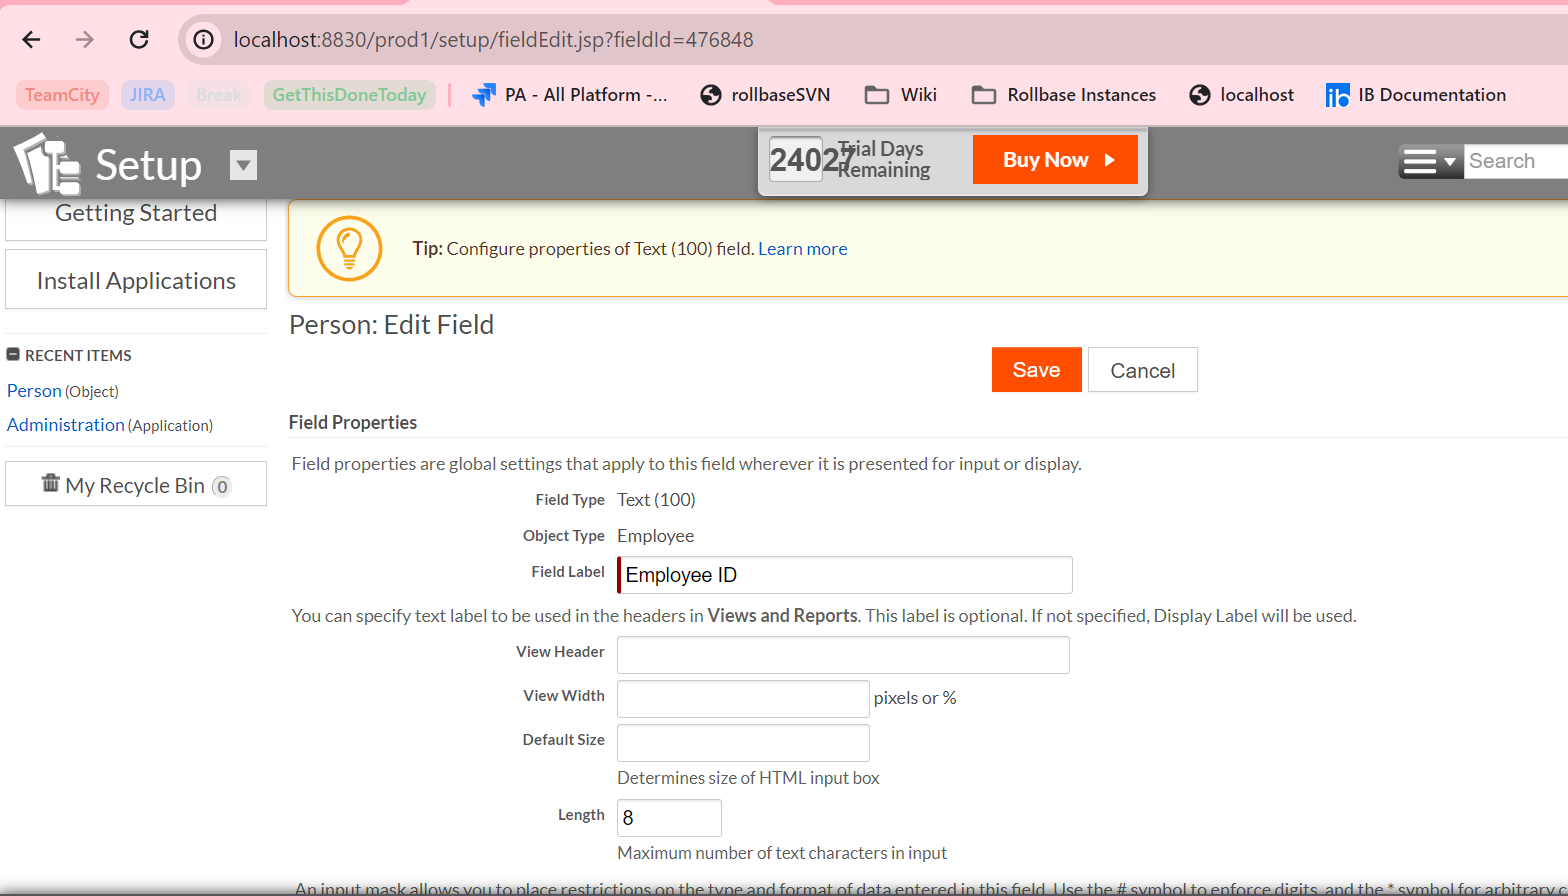 localhost:8830/prod1/setup/fieldEdit.jsp?fieldId=476848
TeamCity JIRA Break GetThisDoneToday PA - All Platform -... rollbaseSVN Wiki Rollbase Instances localhost IB Documentation
Setup
24027 Trial Days
Remaining
Buy Now
Search
Getting Started
Install Applications
RECENT ITEMS
Person (Object)
Administration (Application)
My Recycle Bin 0
Tip: Configure properties of Text (100) field. Learn more
Person: Edit Field
Save Cancel
Field Properties
Field properties are global settings that apply to this field wherever it is presented for input or display.
Field Type Text (100)
Object Type Employee
Field Label Employee ID
You can specify text label to be used in the headers in Views and Reports. This label is optional. If not specified, Display Label will be used.
View Header
View Width pixels or %
Default Size
Determines size of HTML input box
Length 8
Maximum number of text characters in input
An input mask allows you to place restrictions on the type and format of data entered in this field. Use the # symbol to enforce digits, and the * symbol for arbitrary